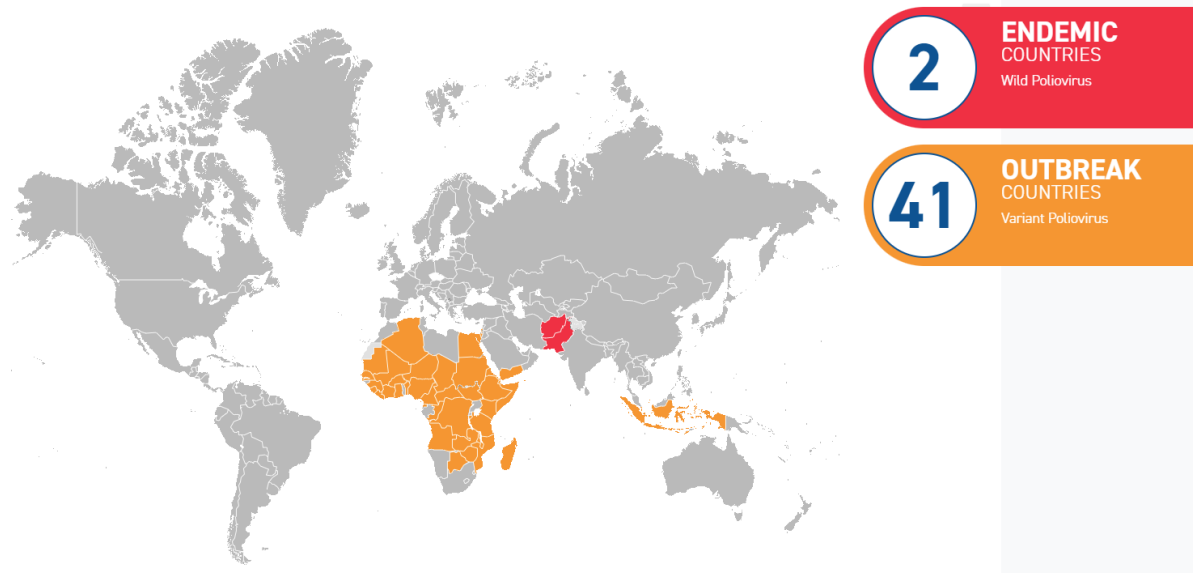 2
ENDEMIC
COUNTRIES
Wild Poliovirus
41
OUTBREAK
COUNTRIES
Variant Poliovirus